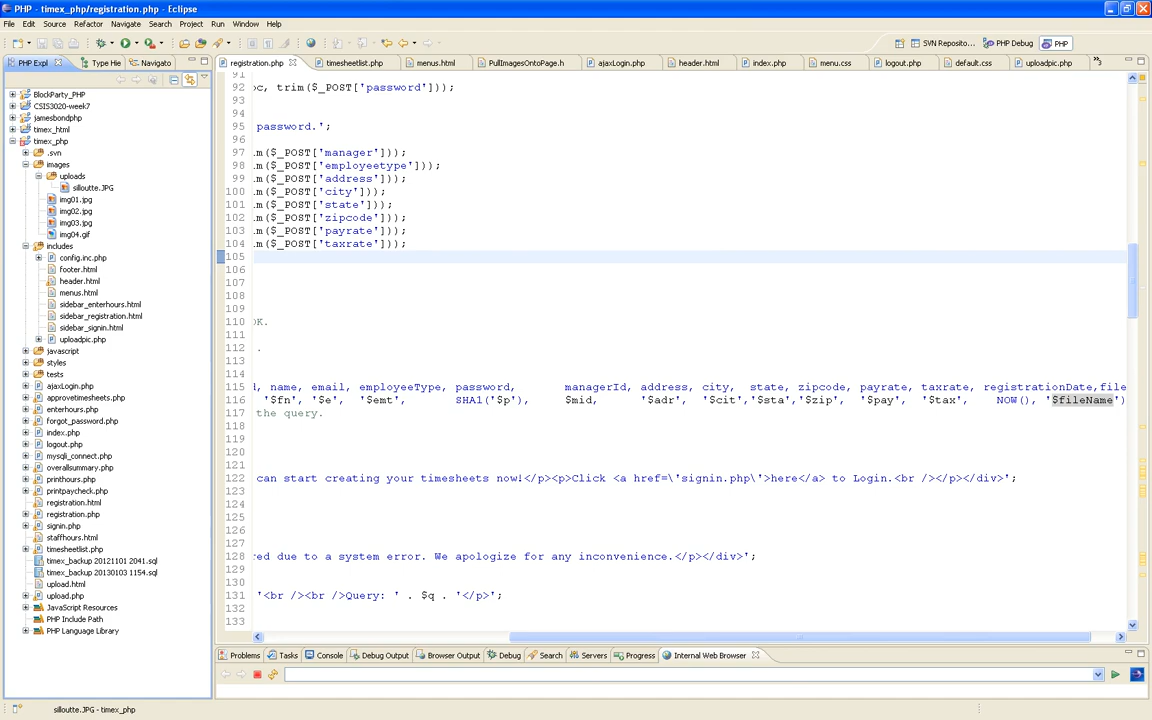 PHP - timex_php/registration.php - Eclipse
File Edit Source Refactor Navigate Search Project Run Window Help
SVN Reposito... PHP Debug PHP
PHP Expl Type Hie Navigato
registration.php timesheetlist.php menus.html PullImagesOntoPage.h ajaxLogin.php header.html index.php menu.css logout.php default.css uploadpic.php »3
BlockParty_PHP
CSIS3020-week7
jamesbondphp
timex_html
timex_php
.svn
images
uploads
silloutte.JPG
img01.jpg
img02.jpg
img03.jpg
img04.gif
includes
config.inc.php
footer.html
header.html
menus.html
sidebar_enterhours.html
sidebar_registration.html
sidebar_signin.html
uploadpic.php
javascript
styles
tests
ajaxLogin.php
approvetimesheets.php
enterhours.php
forgot_password.php
index.php
logout.php
mysqli_connect.php
overallsummary.php
printhours.php
printpaycheck.php
registration.html
registration.php
signin.php
staffhours.html
timesheetlist.php
timex_backup 20121101 2041.sql
timex_backup 20130103 1154.sql
upload.html
upload.php
JavaScript Resources
PHP Include Path
PHP Language Library
91
92 oc, trim($_POST['password']));
93
94
95 password.';
96
97 im($_POST['manager']));
98 im($_POST['employeetype']));
99 im($_POST['address']));
100 im($_POST['city']));
101 im($_POST['state']));
102 im($_POST['zipcode']));
103 im($_POST['payrate']));
104 im($_POST['taxrate']));
105
106
107
108
109
110 OK.
111
112 .
113
114
115 d, name, email, employeeType, password, managerId, address, city, state, zipcode, payrate, taxrate, registrationDate,file
116 '$fn', '$e', '$emt', SHA1('$p'), $mid, '$adr', '$cit','$sta','$zip', '$pay', '$tax', NOW(), '$fileName')
117 the query.
118
119
120
121
122 can start creating your timesheets now!</p><p>Click <a href=\'signin.php\'>here</a> to Login.<br /></p></div>';
123
124
125
126
127
128 red due to a system error. We apologize for any inconvenience.</p></div>';
129
130
131 '<br /><br />Query: ' . $q . '</p>';
132
133
Problems Tasks Console Debug Output Browser Output Debug Search Servers Progress Internal Web Browser
silloutte.JPG - timex_php